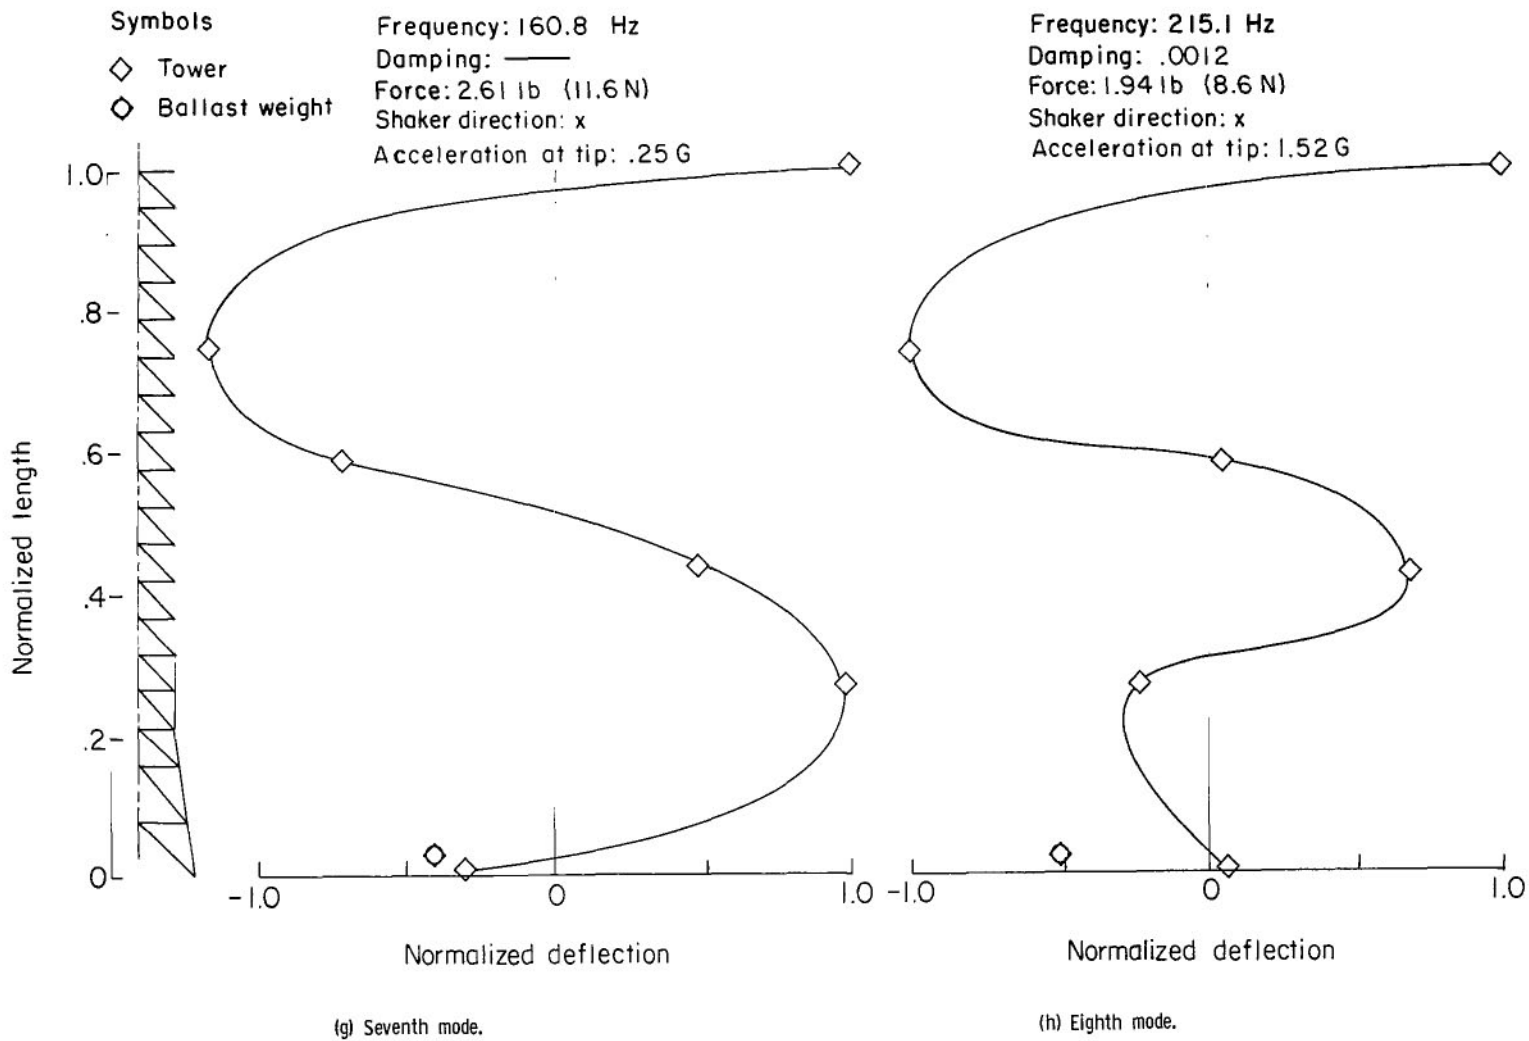 Symbols
Tower
Ballast weight
Frequency: 160.8 Hz
Damping: ——
Force: 2.61 lb (11.6 N)
Shaker direction: x
Acceleration at tip: .25 G
Frequency: 215.1 Hz
Damping: .0012
Force: 1.94 lb (8.6 N)
Shaker direction: x
Acceleration at tip: 1.52 G
1.0
.8
.6
.4
.2
0
Normalized length
-1.0 0 1.0
-1.0 0 1.0
Normalized deflection
Normalized deflection
(g) Seventh mode.
(h) Eighth mode.